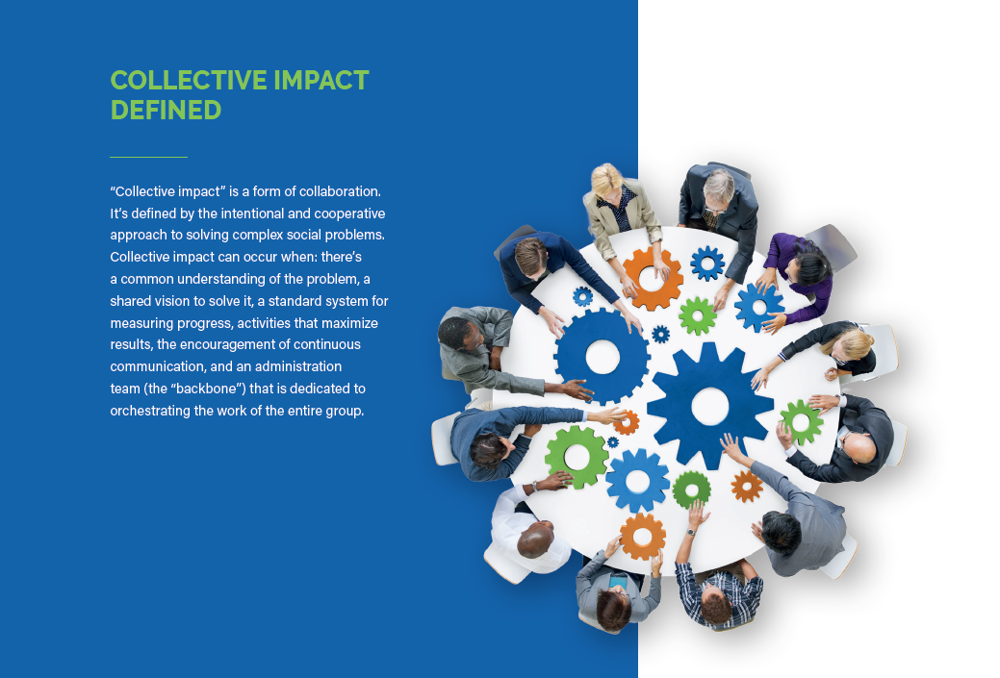 COLLECTIVE IMPACT
DEFINED
“Collective impact” is a form of collaboration.
It’s defined by the intentional and cooperative
approach to solving complex social problems.
Collective impact can occur when: there’s
a common understanding of the problem, a
shared vision to solve it, a standard system for
measuring progress, activities that maximize
results, the encouragement of continuous
communication, and an administration
team (the “backbone”) that is dedicated to
orchestrating the work of the entire group.